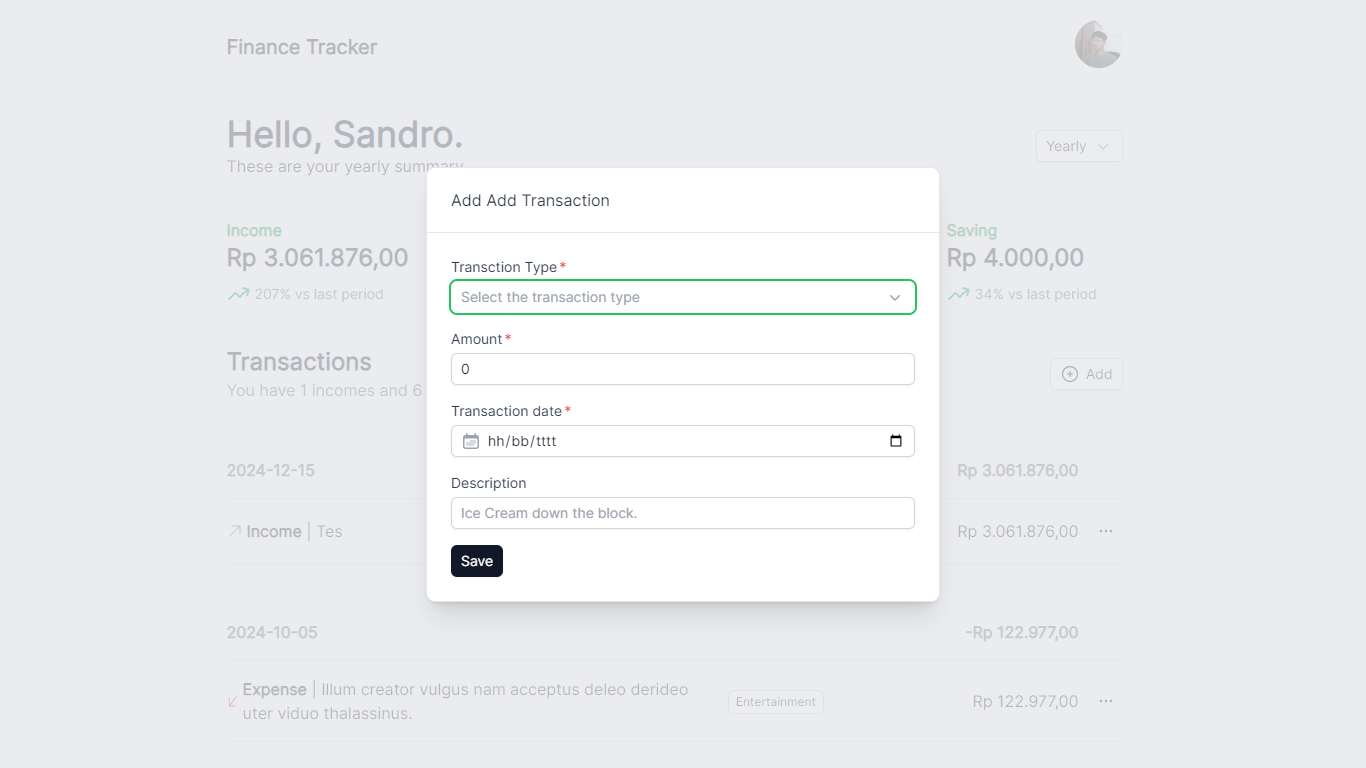 Finance Tracker
Hello, Sandro.
Yearly
These are your yearly summary
Income
Rp 3.061.876,00
207% vs last period
Saving
Rp 4.000,00
34% vs last period
Transactions
You have 1 incomes and 6
Add
2024-12-15
Rp 3.061.876,00
Income | Tes
Rp 3.061.876,00
2024-10-05
-Rp 122.977,00
Expense | Illum creator vulgus nam acceptus deleo derideo
uter viduo thalassinus.
Entertainment
Rp 122.977,00
Add Add Transaction
Transction Type*
Select the transaction type
Amount*
0
Transaction date*
hh/bb/tttt
Description
Ice Cream down the block.
Save